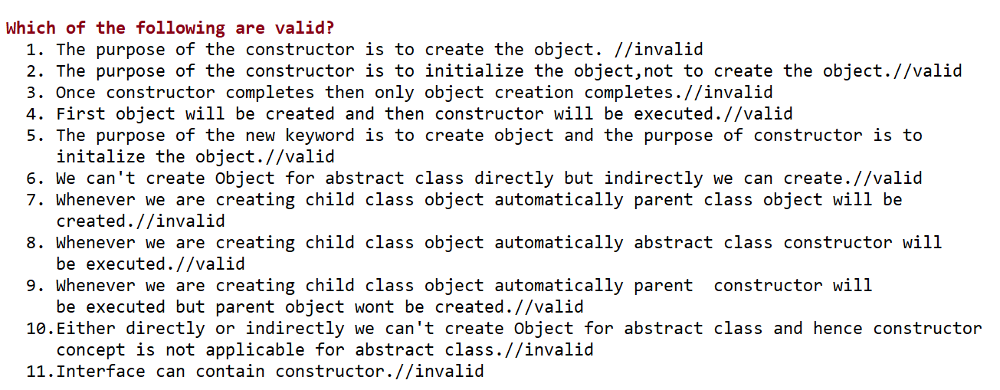 Which of the following are valid?
1. The purpose of the constructor is to create the object. //invalid
2. The purpose of the constructor is to initialize the object,not to create the object.//valid
3. Once constructor completes then only object creation completes.//invalid
4. First object will be created and then constructor will be executed.//valid
5. The purpose of the new keyword is to create object and the purpose of constructor is to
initalize the object.//valid
6. We can't create Object for abstract class directly but indirectly we can create.//valid
7. Whenever we are creating child class object automatically parent class object will be
created.//invalid
8. Whenever we are creating child class object automatically abstract class constructor will
be executed.//valid
9. Whenever we are creating child class object automatically parent  constructor will
be executed but parent object wont be created.//valid
10.Either directly or indirectly we can't create Object for abstract class and hence constructor
concept is not applicable for abstract class.//invalid
11.Interface can contain constructor.//invalid